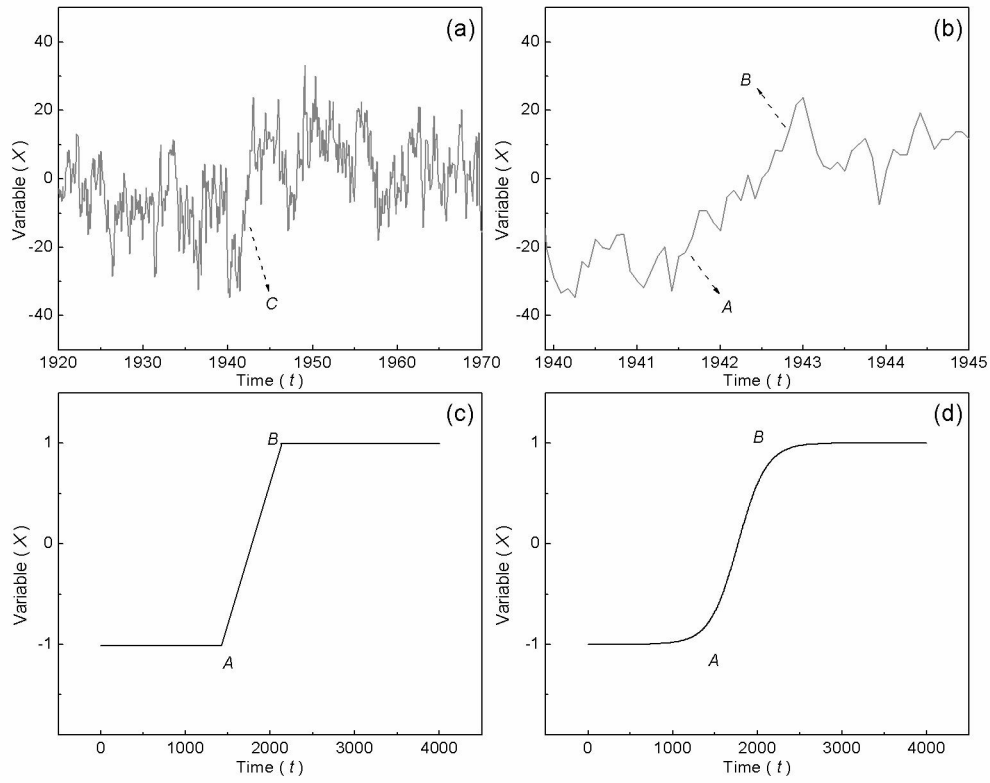 (a)
40
20
0
-20
-40
Variable ( X )
C
1920 1930 1940 1950 1960 1970
Time ( t )
(b)
40
20
0
-20
-40
Variable ( X )
B
A
1940 1941 1942 1943 1944 1945
Time ( t )
(c)
1
0
-1
Variable ( X )
B
A
0 1000 2000 3000 4000
Time ( t )
(d)
1
0
-1
Variable ( X )
B
A
0 1000 2000 3000 4000
Time ( t )